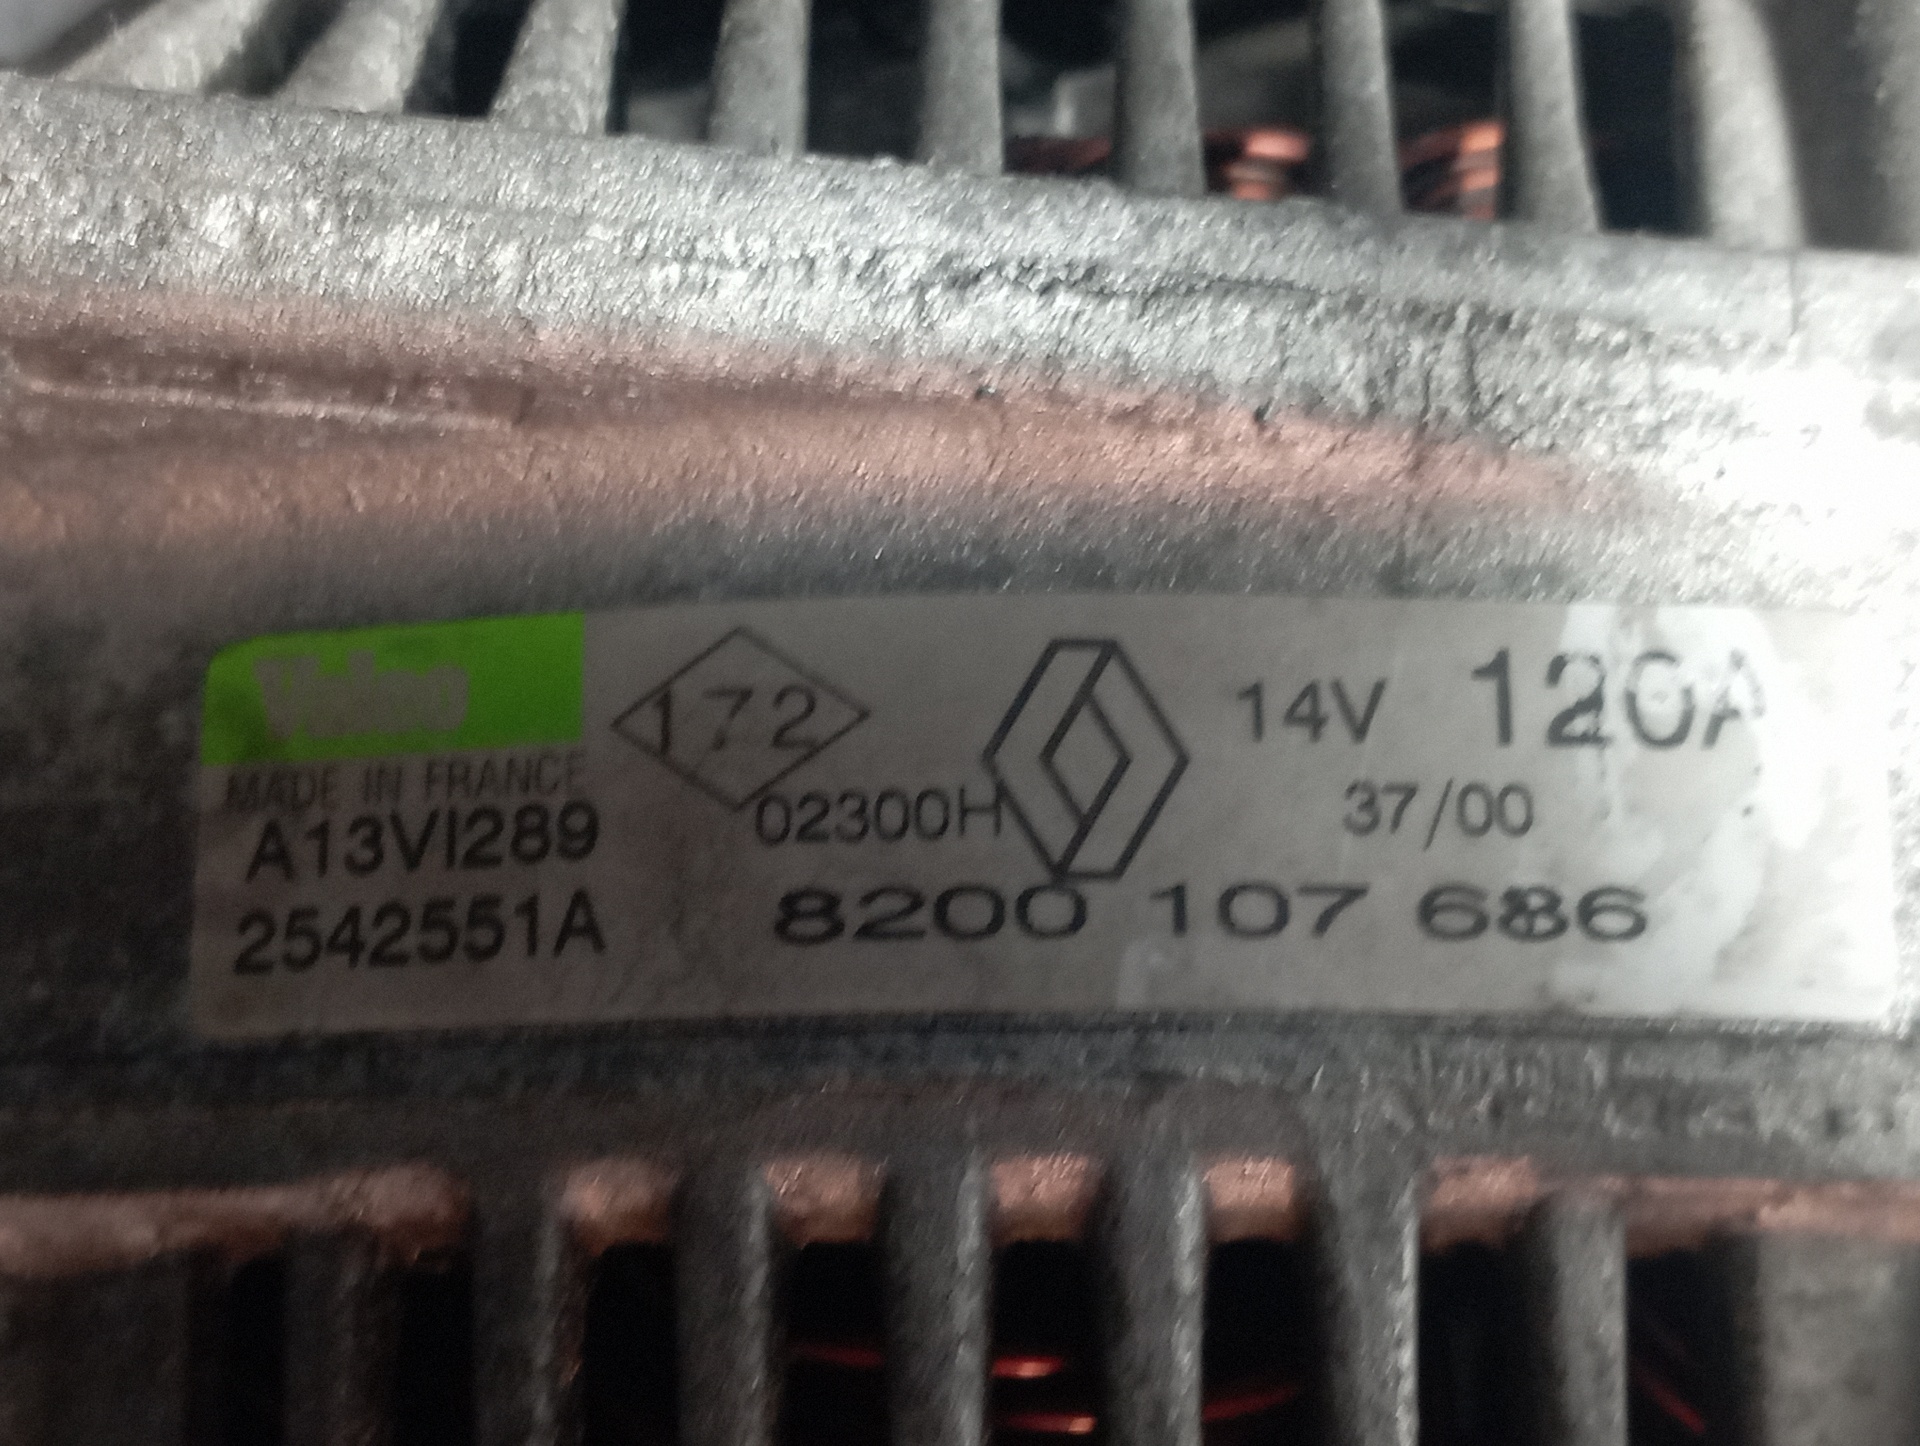 Valeo
172
14V 120A
MADE IN FRANCE
02300H
37/00
A13VI289
2542551A
8200 107 686